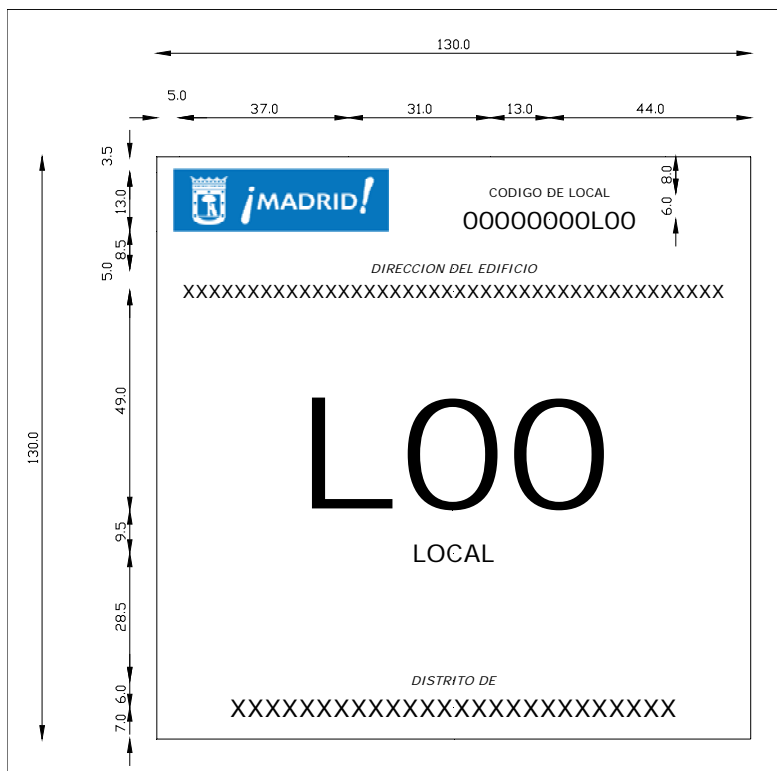 130.0
5.0
37.0 31.0 13.0 44.0
3.5
13.0
8.5
5.0
49.0
9.5
28.5
6.0
7.0
130.0
8.0
6.0
¡MADRID!
CODIGO DE LOCAL
00000000L00
DIRECCION DEL EDIFICIO
XXXXXXXXXXXXXXXXXXXXXXXXXXXXXXXXXXXXXXXXXX
L00
LOCAL
DISTRITO DE
XXXXXXXXXXXXXXXXXXXXXXXXXX